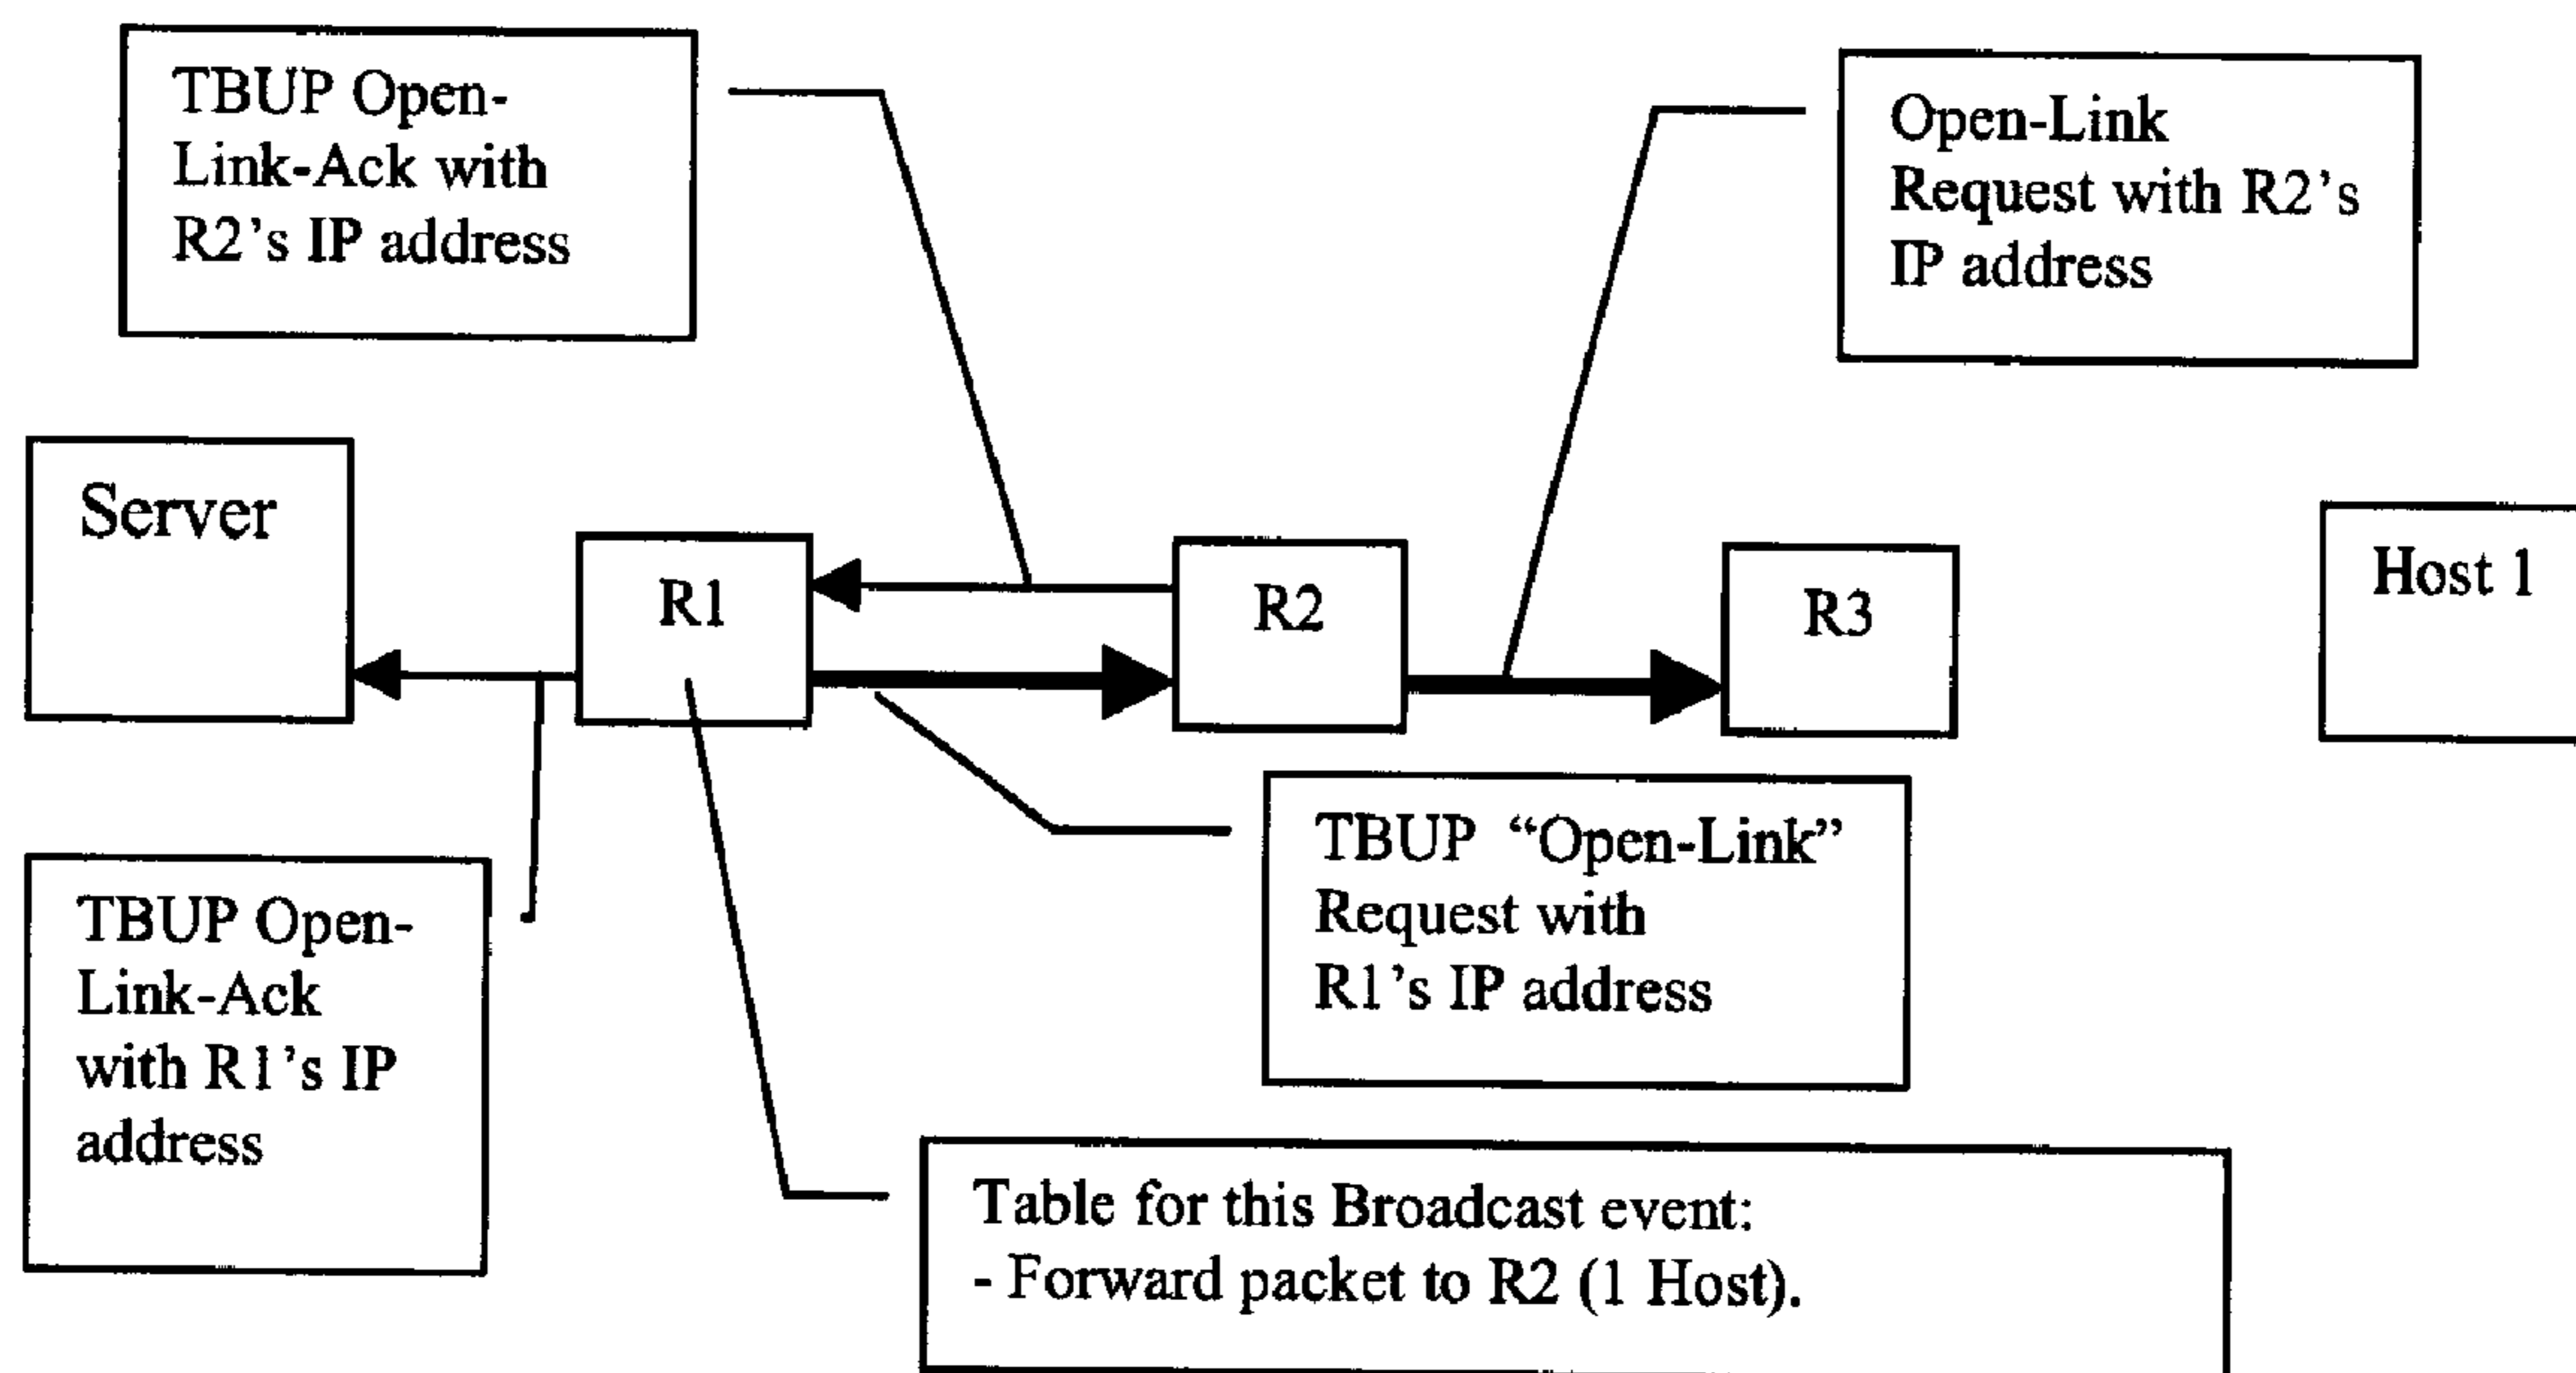 TBUP Open-
Link-Ack with
R2's IP address
Open-Link
Request with R2's
IP address
Server
R1
R2
R3
Host 1
TBUP Open-
Link-Ack
with R1's IP
address
TBUP “Open-Link”
Request with
R1's IP address
Table for this Broadcast event:
- Forward packet to R2 (1 Host).